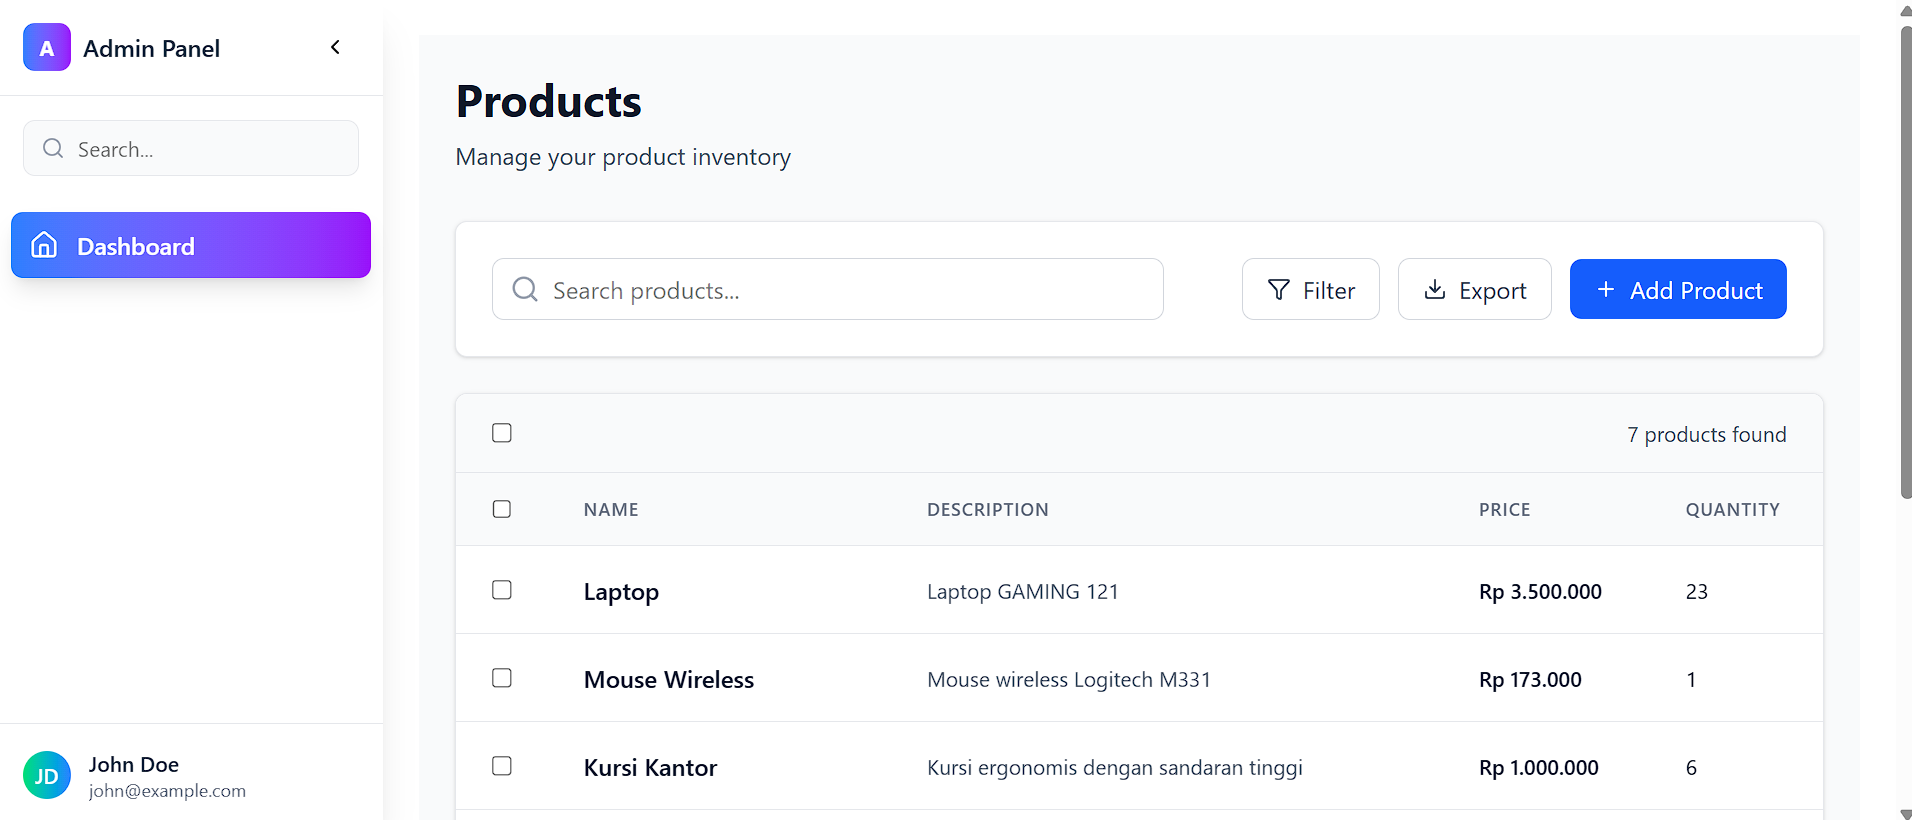 A Admin Panel
Search...
Dashboard
John Doe
JD
john@example.com
Products
Manage your product inventory
Search products...
Filter
Export
+ Add Product
7 products found
NAME DESCRIPTION PRICE QUANTITY
Laptop Laptop GAMING 121 Rp 3.500.000 23
Mouse Wireless Mouse wireless Logitech M331 Rp 173.000 1
Kursi Kantor Kursi ergonomis dengan sandaran tinggi Rp 1.000.000 6